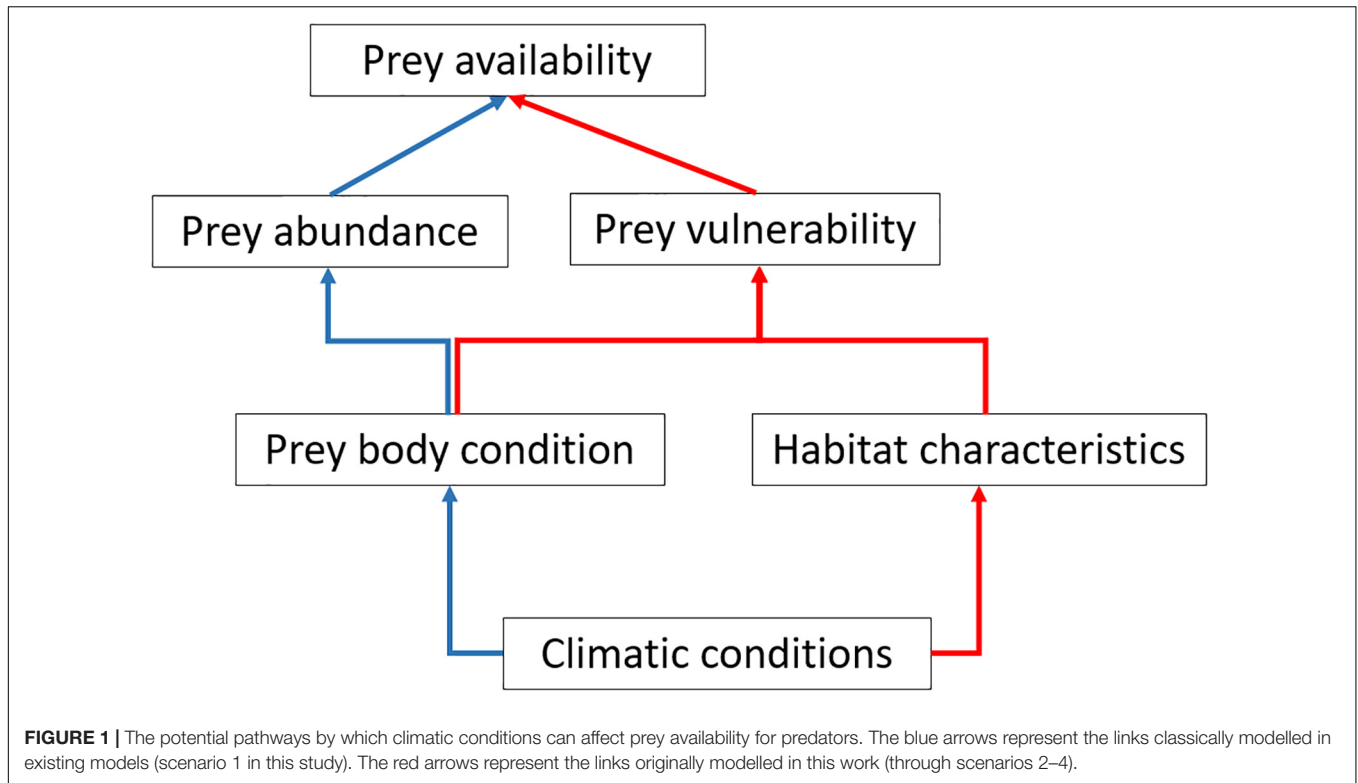 Prey availability
Prey abundance
Prey vulnerability
Prey body condition
Habitat characteristics
Climatic conditions
FIGURE 1 | The potential pathways by which climatic conditions can affect prey availability for predators. The blue arrows represent the links classically modelled in
existing models (scenario 1 in this study). The red arrows represent the links originally modelled in this work (through scenarios 2–4).